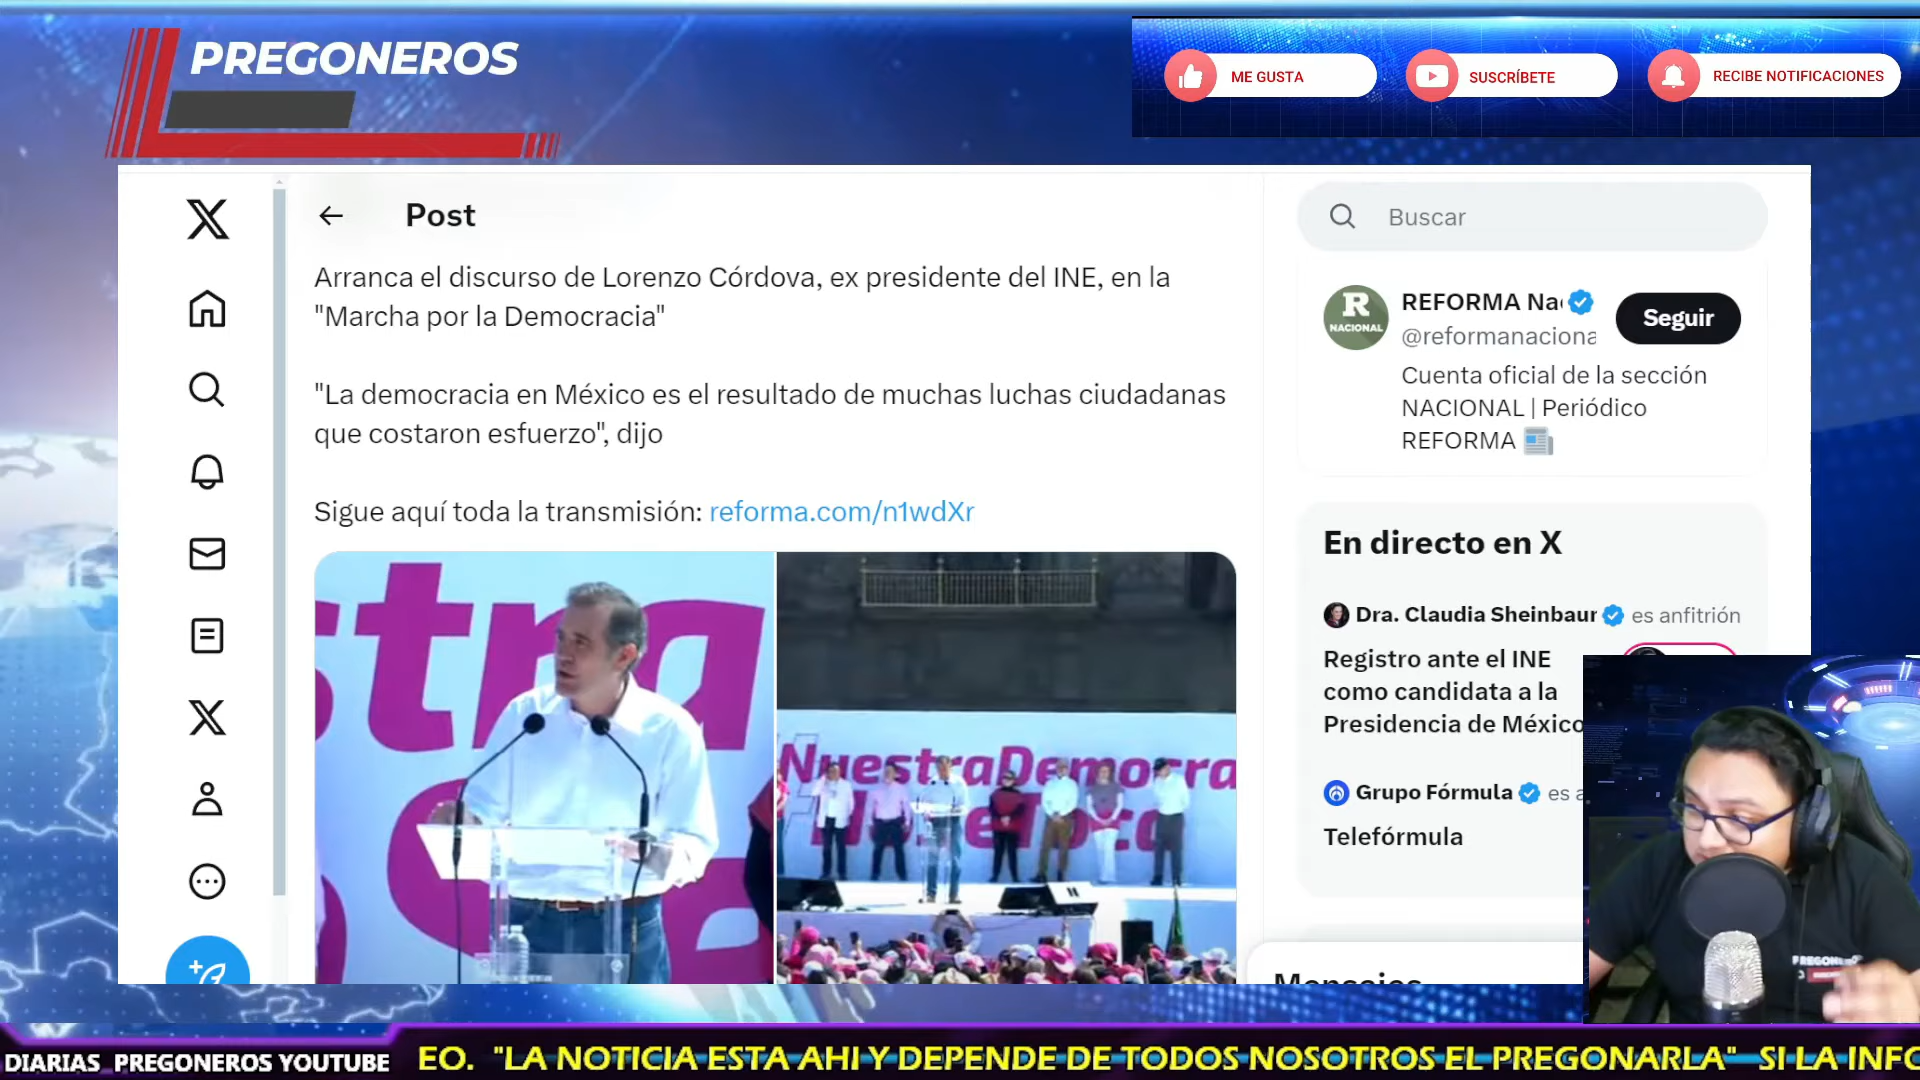 PREGONEROS
ME GUSTA
SUSCRÍBETE
RECIBE NOTIFICACIONES
Post
Arranca el discurso de Lorenzo Córdova, ex presidente del INE, en la
"Marcha por la Democracia"
"La democracia en México es el resultado de muchas luchas ciudadanas
que costaron esfuerzo", dijo
Sigue aquí toda la transmisión: reforma.com/n1wdXr
stra
NuestraDemocra
Buscar
R
NACIONAL
REFORMA Na
@reformanaciona
Seguir
Cuenta oficial de la sección
NACIONAL | Periódico
REFORMA
En directo en X
Dra. Claudia Sheinbaur es anfitrión
Registro ante el INE
como candidata a la
Presidencia de México
Grupo Fórmula es a
Telefórmula
Mensajes
DIARIAS PREGONEROS YOUTUBE
EO. "LA NOTICIA ESTA AHI Y DEPENDE DE TODOS NOSOTROS EL PREGONARLA" SI LA INFO